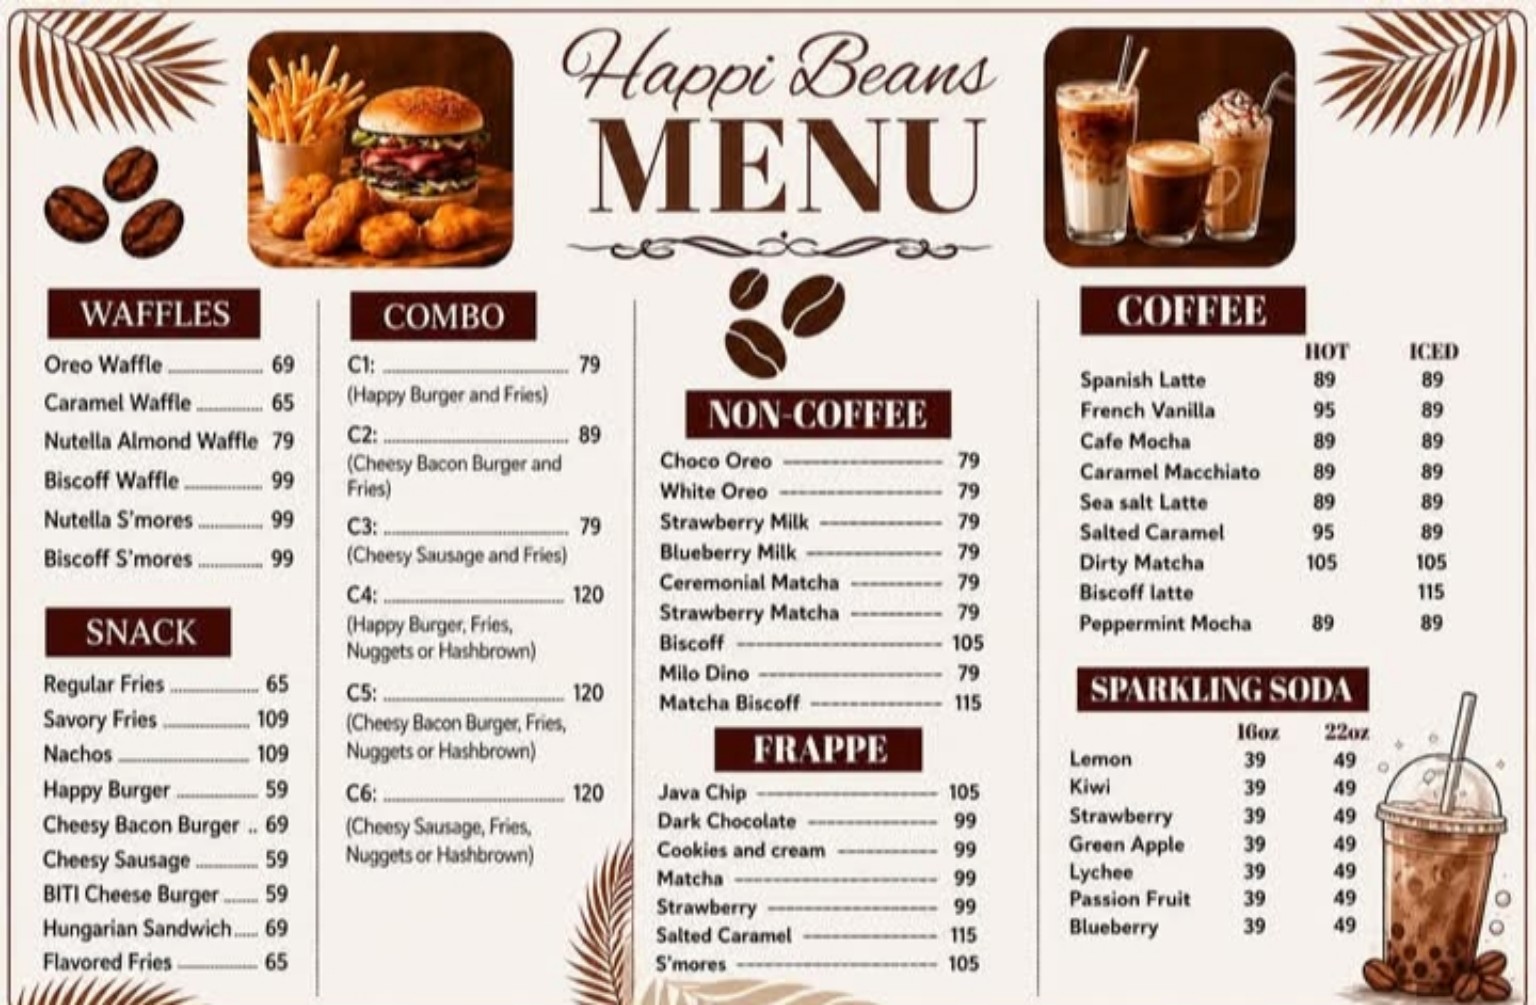 Happi Beans
MENU
WAFFLES
Oreo Waffle 69
Caramel Waffle 65
Nutella Almond Waffle 79
Biscoff Waffle 99
Nutella S'mores 99
Biscoff S'mores 99
SNACK
Regular Fries 65
Savory Fries 109
Nachos 109
Happy Burger 59
Cheesy Bacon Burger .. 69
Cheesy Sausage 59
BITI Cheese Burger 59
Hungarian Sandwich 69
Flavored Fries 65
COMBO
C1: 79
(Happy Burger and Fries)
C2: 89
(Cheesy Bacon Burger and
Fries)
C3: 79
(Cheesy Sausage and Fries)
C4: 120
(Happy Burger, Fries,
Nuggets or Hashbrown)
C5: 120
(Cheesy Bacon Burger, Fries,
Nuggets or Hashbrown)
C6: 120
(Cheesy Sausage, Fries,
Nuggets or Hashbrown)
NON-COFFEE
Choco Oreo 79
White Oreo 79
Strawberry Milk 79
Blueberry Milk 79
Ceremonial Matcha 79
Strawberry Matcha 79
Biscoff 105
Milo Dino 79
Matcha Biscoff 115
FRAPPE
Java Chip 105
Dark Chocolate 99
Cookies and cream 99
Matcha 99
Strawberry 99
Salted Caramel 115
S'mores 105
COFFEE
HOT ICED
Spanish Latte 89 89
French Vanilla 95 89
Cafe Mocha 89 89
Caramel Macchiato 89 89
Sea salt Latte 89 89
Salted Caramel 95 89
Dirty Matcha 105 105
Biscoff latte 115
Peppermint Mocha 89 89
SPARKLING SODA
16oz 22oz
Lemon 39 49
Kiwi 39 49
Strawberry 39 49
Green Apple 39 49
Lychee 39 49
Passion Fruit 39 49
Blueberry 39 49